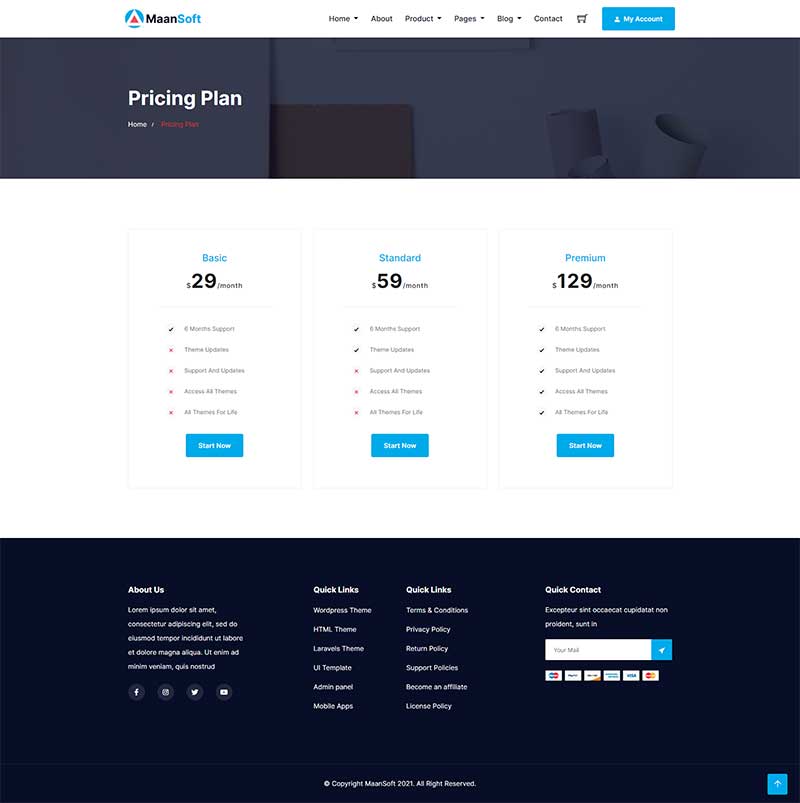 MaanSoft
Home About Product Pages Blog Contact My Account
Pricing Plan
Home / Pricing Plan
Basic
$29/month
6 Months Support
Theme Updates
Support And Updates
Access All Themes
All Themes For Life
Start Now
Standard
$59/month
6 Months Support
Theme Updates
Support And Updates
Access All Themes
All Themes For Life
Start Now
Premium
$129/month
6 Months Support
Theme Updates
Support And Updates
Access All Themes
All Themes For Life
Start Now
About Us
Lorem ipsum dolor sit amet,
consectetur adipiscing elit, sed do
eiusmod tempor incididunt ut labore
et dolore magna aliqua. Ut enim ad
minim veniam, quis nostrud
Quick Links
Wordpress Theme
HTML Theme
Laravels Theme
UI Template
Admin panel
Mobile Apps
Quick Links
Terms & Conditions
Privacy Policy
Return Policy
Support Policies
Become an affiliate
License Policy
Quick Contact
Excepteur sint occaecat cupidatat non
proident, sunt in
Your Mail
PayPal
VISA
© Copyright MaanSoft 2021. All Right Reserved.